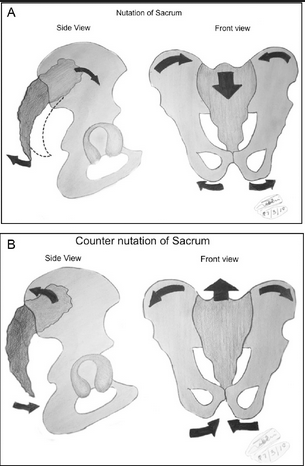 A
Nutation of Sacrum
Side View
Front view
B
Counter nutation of Sacrum
Side View
Front view